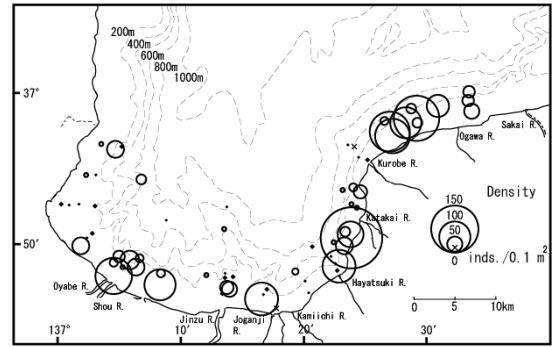 200m
400m
600m
800m
1000m
37°
50′
Sakai R.
Ogawa R.
Kurobe R.
Katakai R.
Hayatsuki R.
Kamiichi R.
Joganji R.
Jinzu R.
Shou R.
Oyabe R.
Density
150
100
50
0
inds./0.1 m²
0 5 10km
137° 10′ 20′ 30′